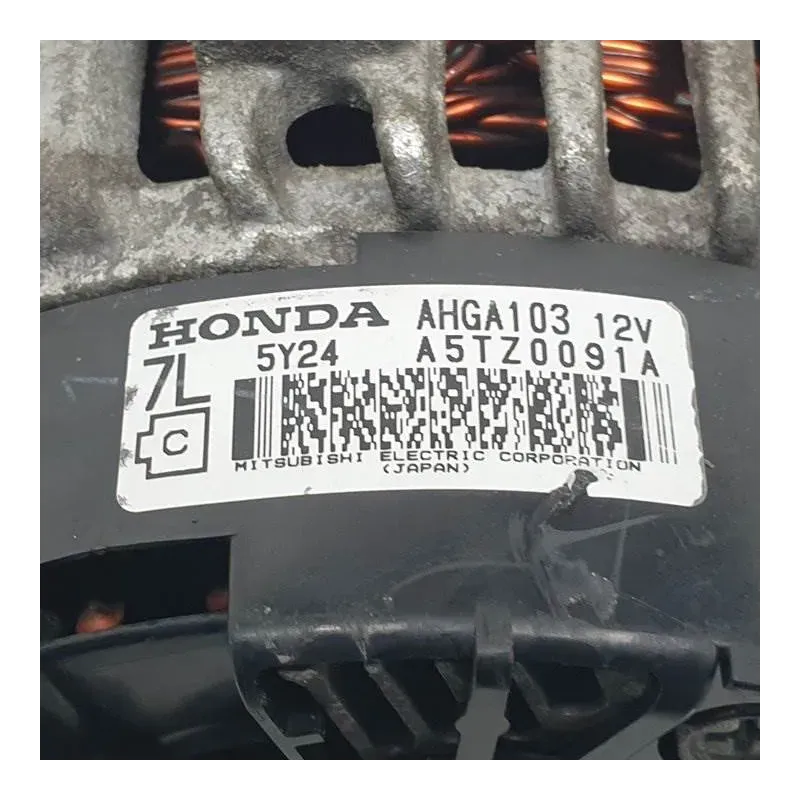 HONDA AHGA103 12V
7L 5Y24 A5TZ0091A
C
MITSUBISHI ELECTRIC CORPORATION
(JAPAN)